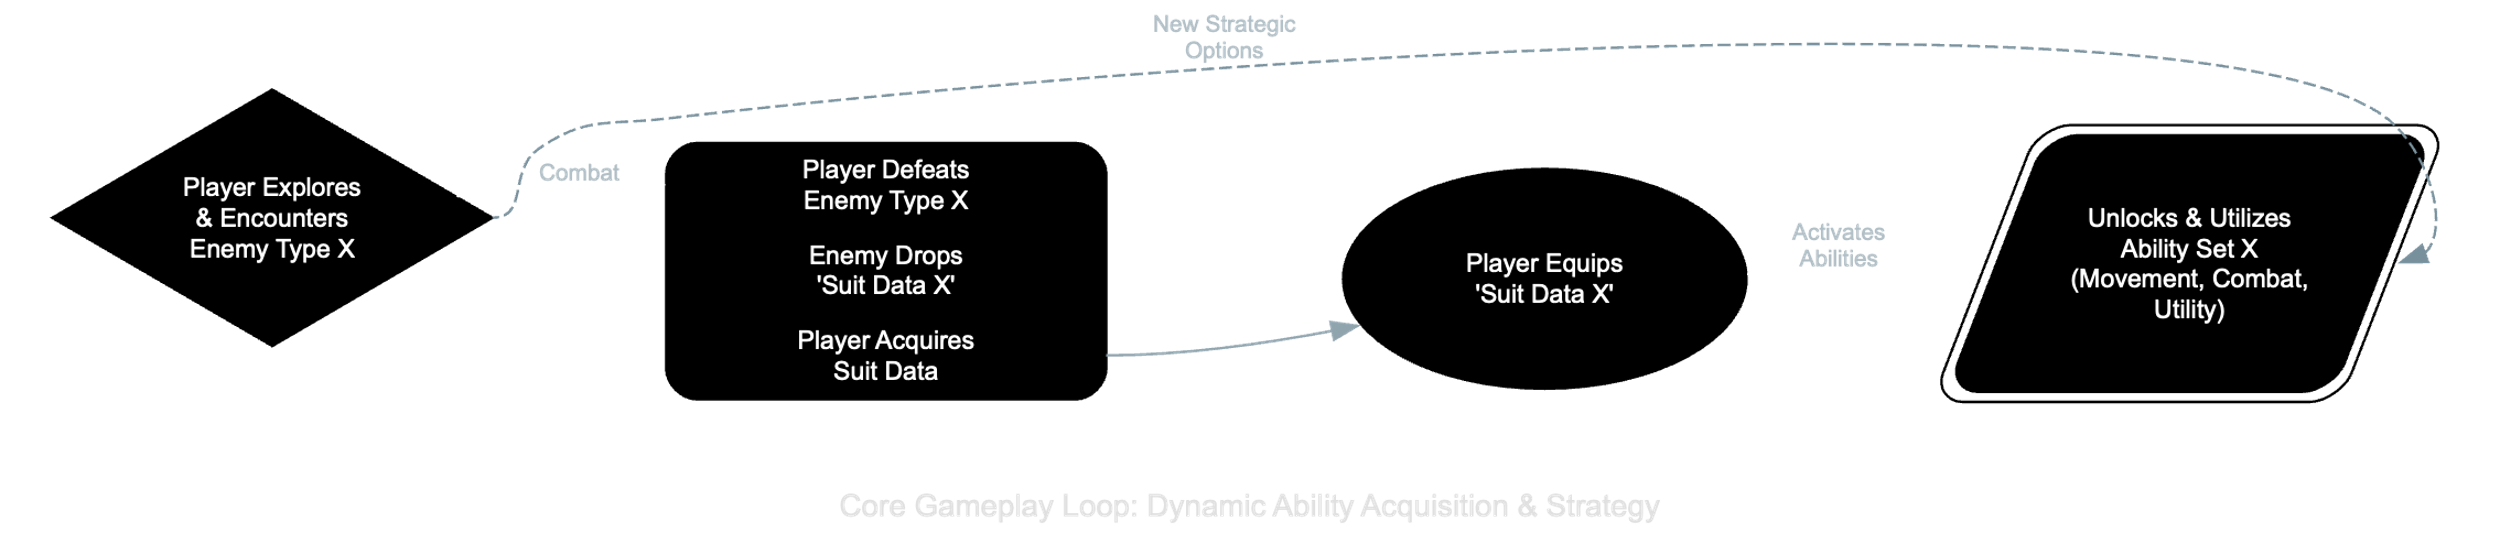 New Strategic
Options
Player Explores
& Encounters
Enemy Type X
Combat
Player Defeats
Enemy Type X
Enemy Drops
'Suit Data X'
Player Acquires
Suit Data
Player Equips
'Suit Data X'
Activates
Abilities
Unlocks & Utilizes
Ability Set X
(Movement, Combat,
Utility)
Core Gameplay Loop: Dynamic Ability Acquisition & Strategy